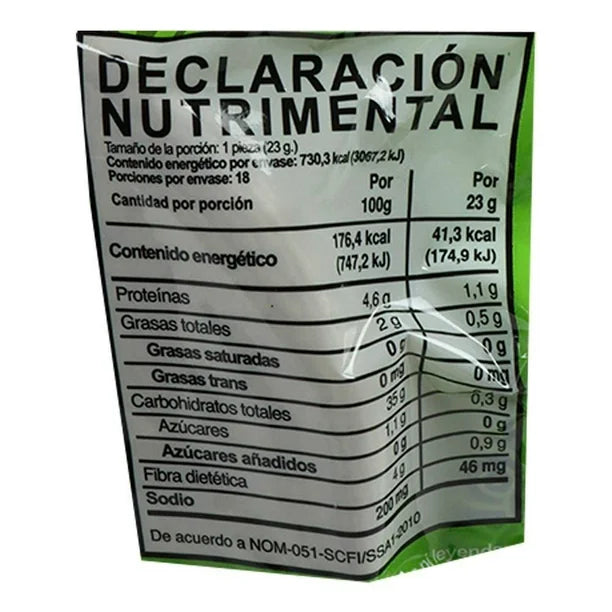 DECLARACIÓN
NUTRIMENTAL
Tamaño de la porción: 1 pieza (23 g.)
Contenido energético por envase: 730,3 kcal (3067,2 kJ)
Porciones por envase: 18
Cantidad por porción Por 100g Por 23 g
Contenido energético 176,4 kcal (747,2 kJ) 41,3 kcal (174,9 kJ)
Proteínas 4,6 g 1,1 g
Grasas totales 2 g 0,5 g
Grasas saturadas 0 g 0 g
Grasas trans 0 mg 0 mg
Carbohidratos totales 35 g
Azúcares 1,1 g 0,3 g
Azúcares añadidos 0g 0 g
Fibra dietética 4 g 0,9 g
Sodio 200 mg 46 mg
De acuerdo a NOM-051-SCFI/SSA1-2010